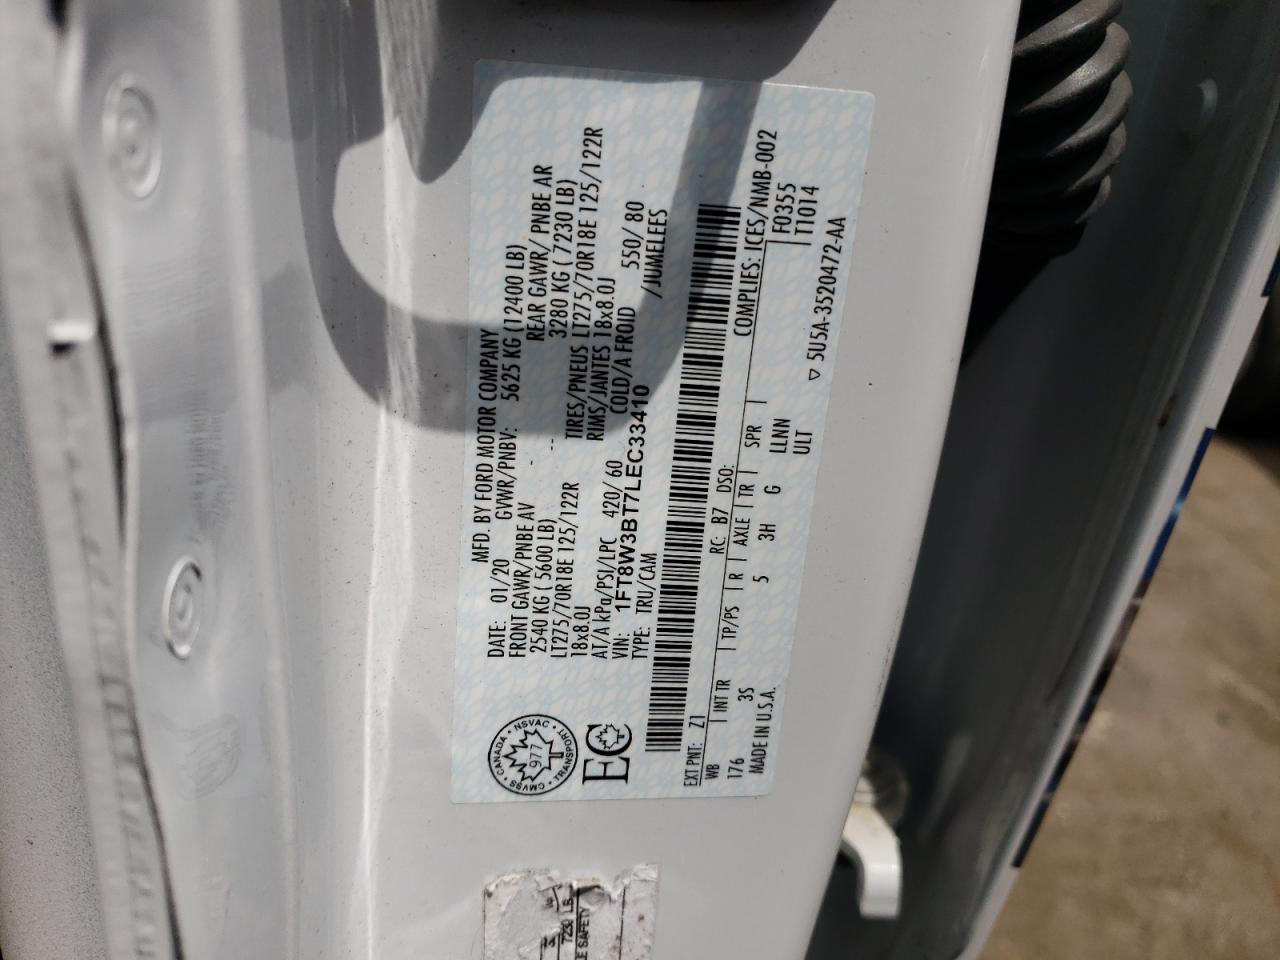 MFD. BY FORD MOTOR COMPANY
DATE: 01/20 GVWR/PNBV: 5625 KG (12400 LB)
FRONT GAWR/PNBE AV - REAR GAWR/ PNBE AR
2540 KG ( 5600 LB) -- 3280 KG ( 7230 LB)
LT275/70R18E 125/122R TIRES/PNEUS LT275/70R18E 125/122R
18x8.0J RIMS/JANTES 18x8.0J
AT/A kPa/PSI/LPC 420/ 60 COLD/A FROID 550/ 80
VIN: 1FT8W3BT7LEC33410 /JUMELEES
TYPE: TRU/CAM
CANADA • NSVAC • TRANSPORT • CMVSS •
977
EC
EXT PNT: Z1 RC: B7 DSO: COMPLIES: ICES/NMB-002
WB INT TR TP/PS R AXLE TR SPR F0355
176 3S 5 3H G LLNN T1014
MADE IN U.S.A. ULT
▽ 5U5A-3520472-AA
7230 LB
E SAFETY